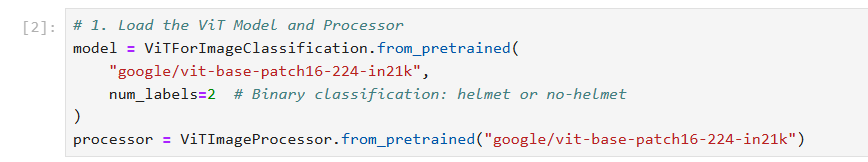 [2]: # 1. Load the ViT Model and Processor
model = ViTForImageClassification.from_pretrained(
    "google/vit-base-patch16-224-in21k",
    num_labels=2  # Binary classification: helmet or no-helmet
)
processor = ViTImageProcessor.from_pretrained("google/vit-base-patch16-224-in21k")